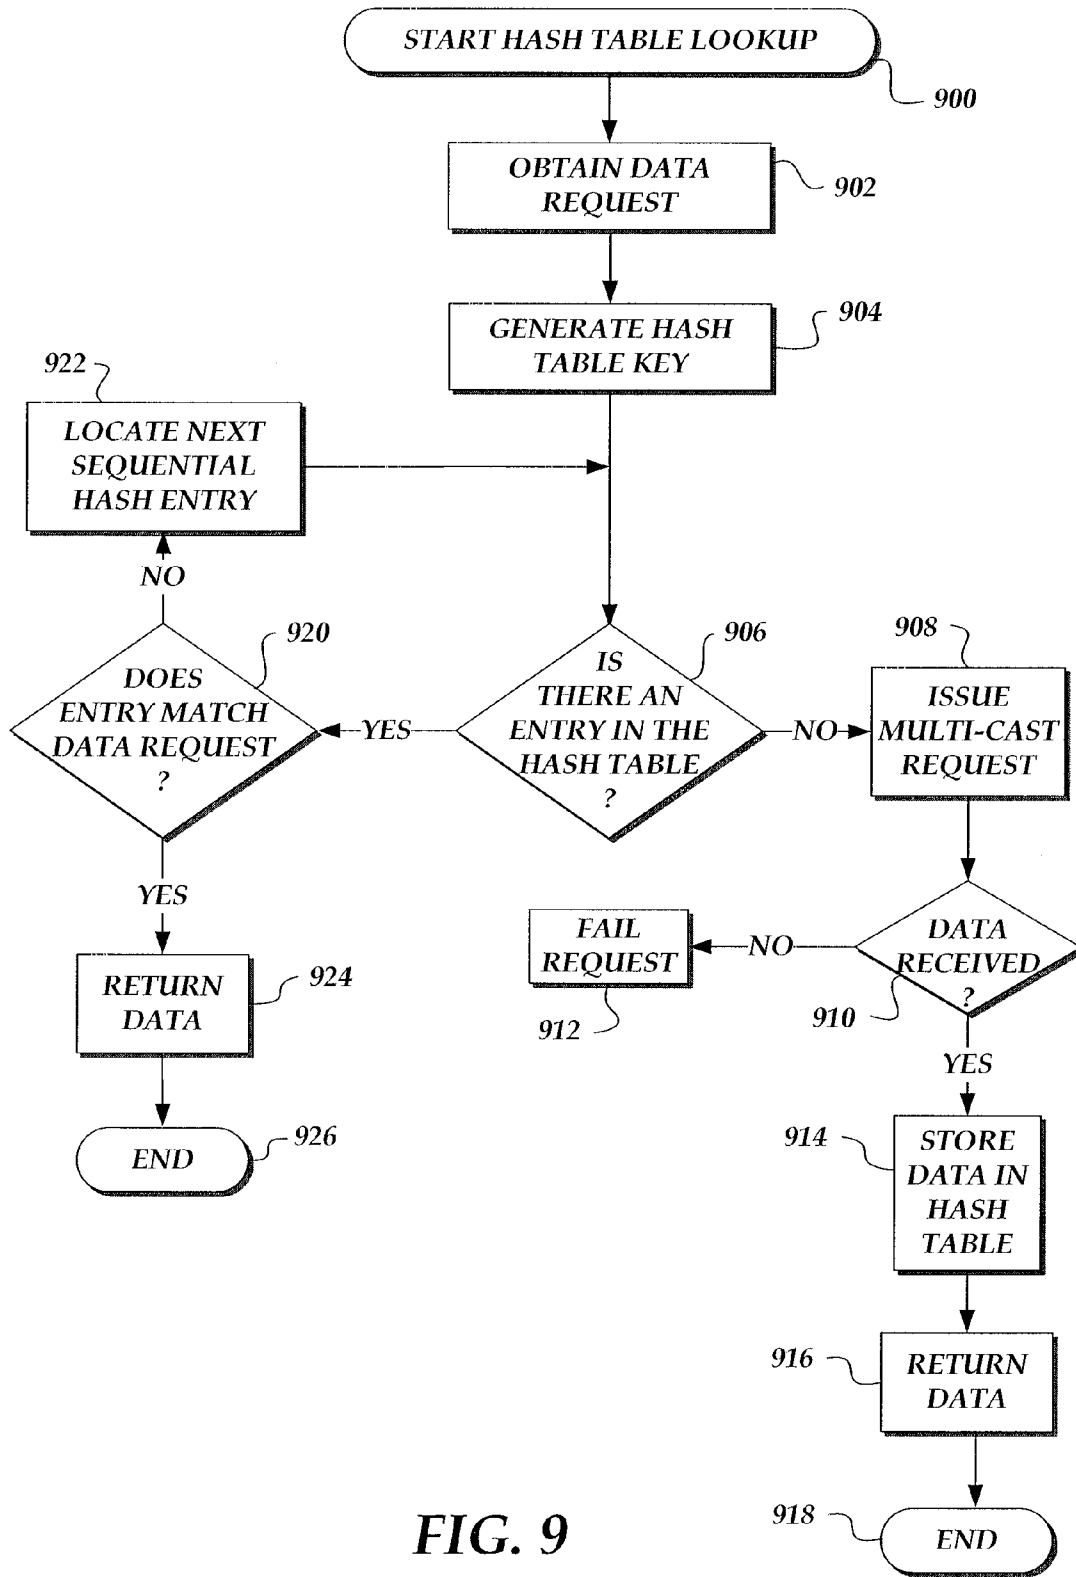 START HASH TABLE LOOKUP
900
OBTAIN DATA
REQUEST
902
GENERATE HASH
TABLE KEY
904
922
LOCATE NEXT
SEQUENTIAL
HASH ENTRY
NO
920
DOES
ENTRY MATCH
DATA REQUEST
?
YES
906
IS
THERE AN
ENTRY IN THE
HASH TABLE
?
NO
908
ISSUE
MULTI-CAST
REQUEST
YES
RETURN
DATA
924
END
926
FAIL
REQUEST
912
NO
DATA
RECEIVED
?
910
YES
914
STORE
DATA IN
HASH
TABLE
916
RETURN
DATA
918
END
FIG. 9